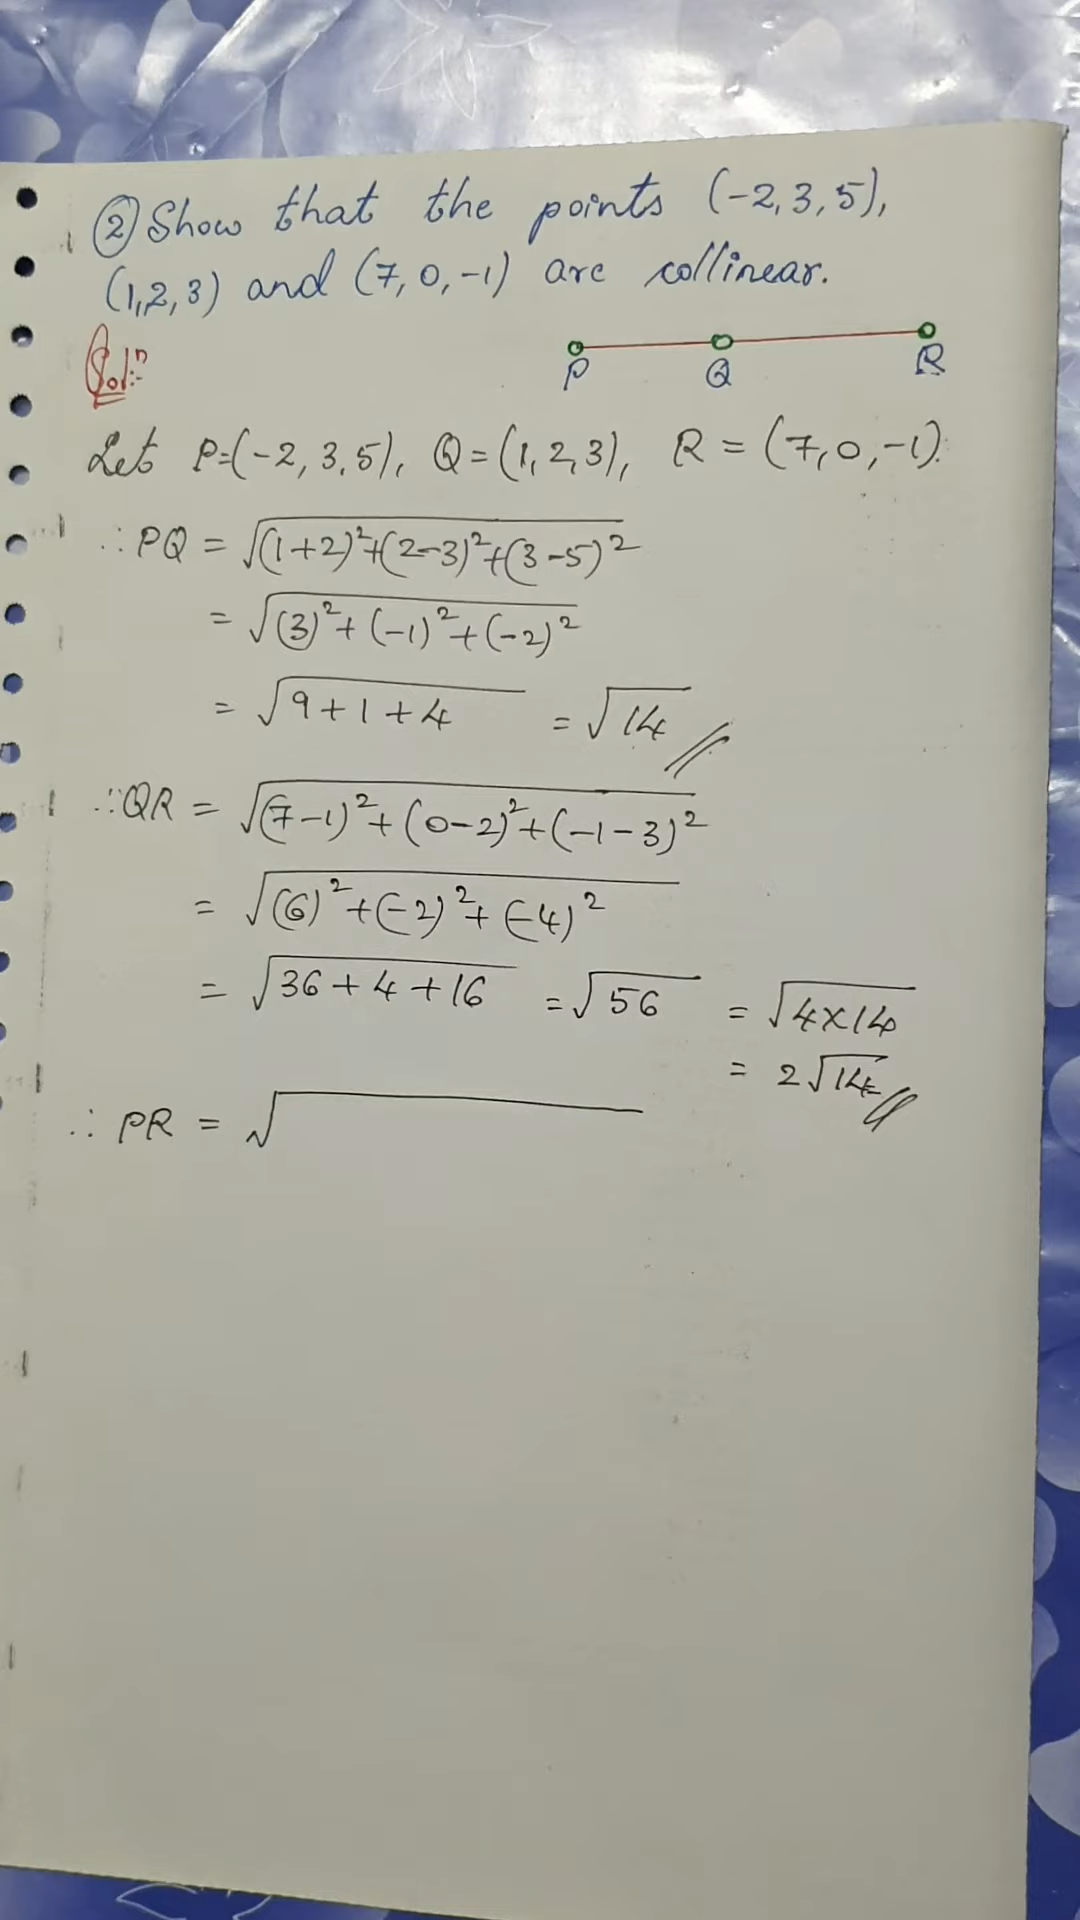 ② Show that the points (-2, 3, 5),
(1, 2, 3) and (7, 0, -1) are collinear.
Solⁿ:-
P Q R
Let P=(-2, 3, 5), Q=(1, 2, 3), R=(7, 0, -1).
∴ PQ = √(1+2)²+(2-3)²+(3-5)²
= √(3)²+(-1)²+(-2)²
= √9+1+4 = √14 //
∴ QR = √(7-1)²+(0-2)²+(-1-3)²
= √(6)²+(-2)²+(-4)²
= √36+4+16 = √56 = √4×14
= 2√14 //
∴ PR = √